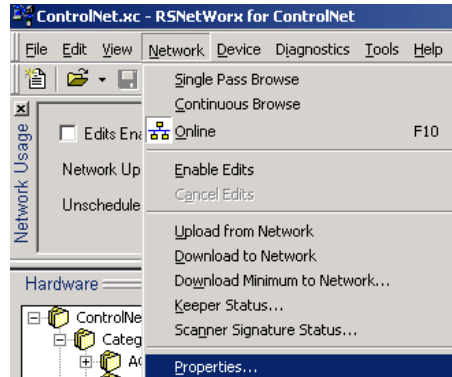 ControlNet.xc - RSNetWorx for ControlNet
File Edit View Network Device Diagnostics Tools Help
Single Pass Browse
Continuous Browse
Online F10
Enable Edits
Cancel Edits
Upload from Network
Download to Network
Download Minimum to Network...
Keeper Status...
Scanner Signature Status...
Properties...
Network Usage
Edits Ena
Network Up
Unschedule
Hardware
ControlNe
Categ